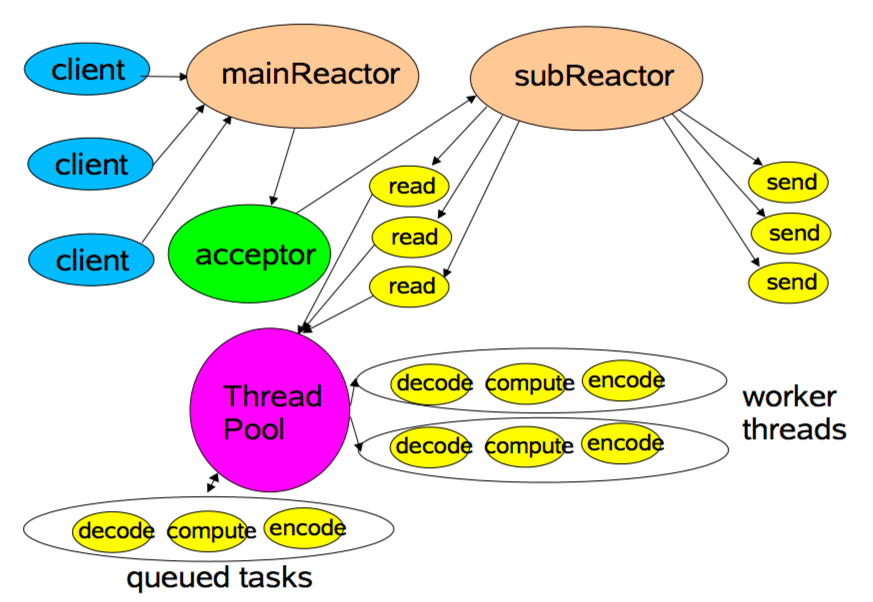 client
mainReactor
subReactor
client
read
send
client
acceptor
read
send
read
send
Thread
Pool
decode compute encode
decode compute encode
worker
threads
decode compute encode
queued tasks